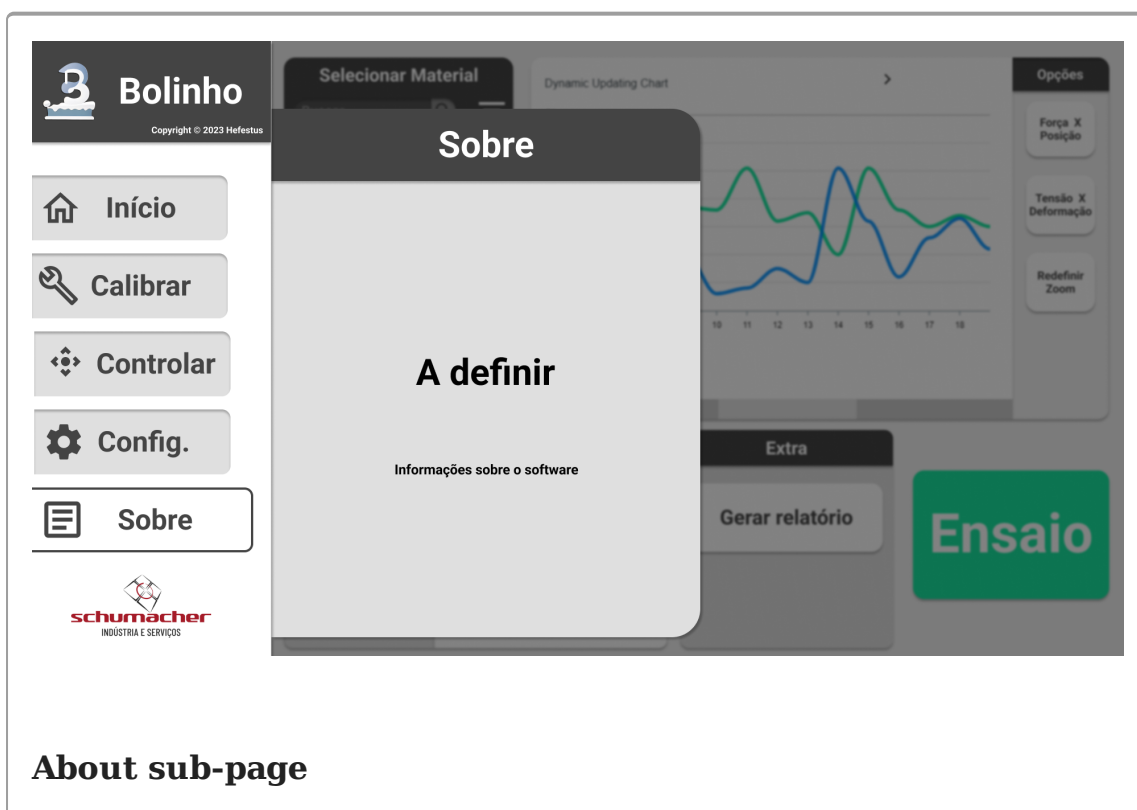 Bolinho
Copyright © 2023 Hefestus
Início
Calibrar
Controlar
Config.
Sobre
schumacher
INDÚSTRIA E SERVIÇOS
Selecionar Material
Sobre
A definir
Informações sobre o software
Dynamic Updating Chart
10 11 12 13 14 15 16 17 18
Opções
Força X
Posição
Tensão X
Deformação
Redefinir
Zoom
Extra
Gerar relatório
Ensaio
About sub-page